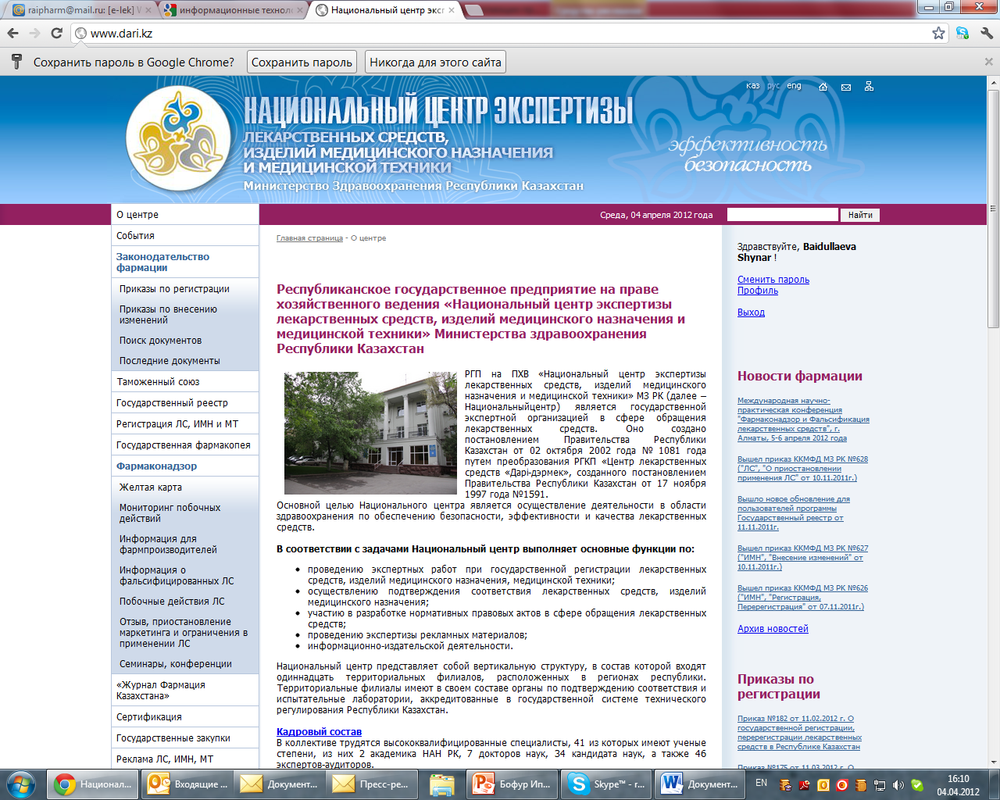 raipharm@mail.ru: [e-lek] W
информационные технол
Национальный центр эксп
www.dari.kz
Сохранить пароль в Google Chrome?
Сохранить пароль
Никогда для этого сайта
каз рус eng
НАЦИОНАЛЬНЫЙ ЦЕНТР ЭКСПЕРТИЗЫ
ЛЕКАРСТВЕННЫХ СРЕДСТВ,
ИЗДЕЛИЙ МЕДИЦИНСКОГО НАЗНАЧЕНИЯ
И МЕДИЦИНСКОЙ ТЕХНИКИ
Министерство Здравоохранения Республики Казахстан
эффективность
безопасность
Среда, 04 апреля 2012 года
Найти
О центре
События
Законодательство
фармации
Приказы по регистрации
Приказы по внесению
изменений
Поиск документов
Последние документы
Таможенный союз
Государственный реестр
Регистрация ЛС, ИМН и МТ
Государственная фармакопея
Фармаконадзор
Желтая карта
Мониторинг побочных
действий
Информация для
фармпроизводителей
Информация о
фальсифицированных ЛС
Побочные действия ЛС
Отзыв, приостановление
маркетинга и ограничения в
применении ЛС
Семинары, конференции
«Журнал Фармация
Казахстана»
Сертификация
Государственные закупки
Реклама ЛС, ИМН, МТ
Главная страница - О центре
Республиканское государственное предприятие на праве
хозяйственного ведения «Национальный центр экспертизы
лекарственных средств, изделий медицинского назначения и
медицинской техники» Министерства здравоохранения
Республики Казахстан
РГП на ПХВ «Национальный центр экспертизы
лекарственных средств, изделий медицинского
назначения и медицинской техники» МЗ РК (далее –
Национальныйцентр) является государственной
экспертной организацией в сфере обращения
лекарственных средств. Оно создано
постановлением Правительства Республики
Казахстан от 02 октября 2002 года № 1081 года
путем преобразования РГКП «Центр лекарственных
средств «Дарі-дэрмек», созданного постановлением
Правительства Республики Казахстан от 17 ноября
1997 года №1591.
Основной целью Национального центра является осуществление деятельности в области
здравоохранения по обеспечению безопасности, эффективности и качества лекарственных
средств.
В соответствии с задачами Национальный центр выполняет основные функции по:
• проведению экспертных работ при государственной регистрации лекарственных
средств, изделий медицинского назначения, медицинской техники;
• осуществлению подтверждения соответствия лекарственных средств, изделий
медицинского назначения;
• участию в разработке нормативных правовых актов в сфере обращения лекарственных
средств;
• проведению экспертизы рекламных материалов;
• информационно-издательской деятельности.
Национальный центр представляет собой вертикальную структуру, в состав которой входят
одиннадцать территориальных филиалов, расположенных в регионах республики.
Территориальные филиалы имеют в своем составе органы по подтверждению соответствия и
испытательные лаборатории, аккредитованные в государственной системе технического
регулирования Республики Казахстан.
Кадровый состав
В коллективе трудятся высококвалифицированные специалисты, 41 из которых имеют ученые
степени, из них 2 академика НАН РК, 7 докторов наук, 34 кандидата наук, а также 46
экспертов-аудиторов.
Здравствуйте, Baidullaeva
Shynar !
Сменить пароль
Профиль
Выход
Новости фармации
Международная научно-
практическая конференция
"Фармаконадзор и Фальсификация
лекарственных средств", г.
Алматы, 5-6 апреля 2012 года
Вышел приказ ККМФД МЗ РК №628
("ЛС", "О приостановлении
применения ЛС" от 10.11.2011г.)
Вышло новое обновление для
пользователей программы
Государственный реестр от
11.11.2011г.
Вышел приказ ККМФД МЗ РК №627
("ИМН", "Внесение изменений" от
10.11.2011г.)
Вышел приказ ККМФД МЗ РК №626
("ИМН", "Регистрация,
Перерегистрация" от 07.11.2011г.)
Архив новостей
Приказы по
регистрации
Приказ №182 от 11.02.2012 г. О
государственной регистрации,
перерегистрации лекарственных
средств в Республике Казахстан
Приказ №175 от 11.03.2012 г. О
Национал...
Входящие ...
Документ...
Пресс-ре...
Бофур Ип...
Skype™ - r...
Документ...
EN
16:10
04.04.2012